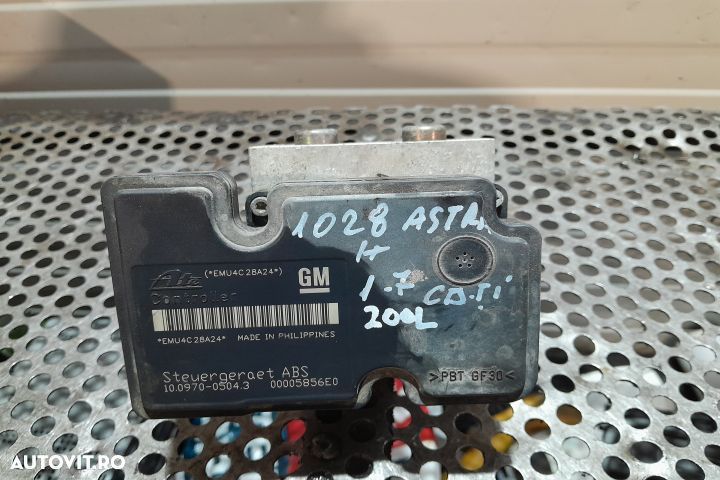 1028 ASTRA
H
1.7 CDTi
200L
Ate (*EMU4C28A24*) GM
Controller
*EMU4C28A24* MADE IN PHILIPPINES
Steuergeraet ABS
10.0970-0504.3 00005856E0
>PBT GF30<
AUTOVIT.RO